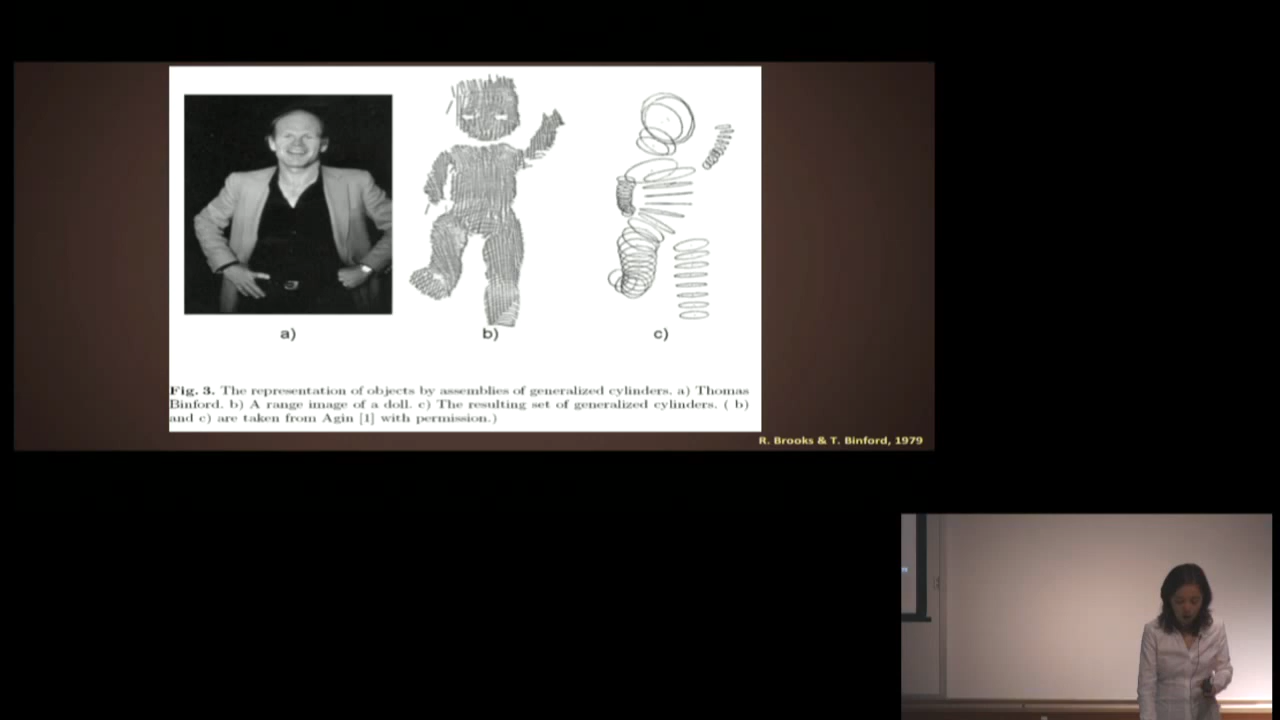 a)
b)
c)
Fig. 3. The representation of objects by assemblies of generalized cylinders. a) Thomas
Binford. b) A range image of a doll. c) The resulting set of generalized cylinders. ( b)
and c) are taken from Agin [1] with permission.)
R. Brooks & T. Binford, 1979